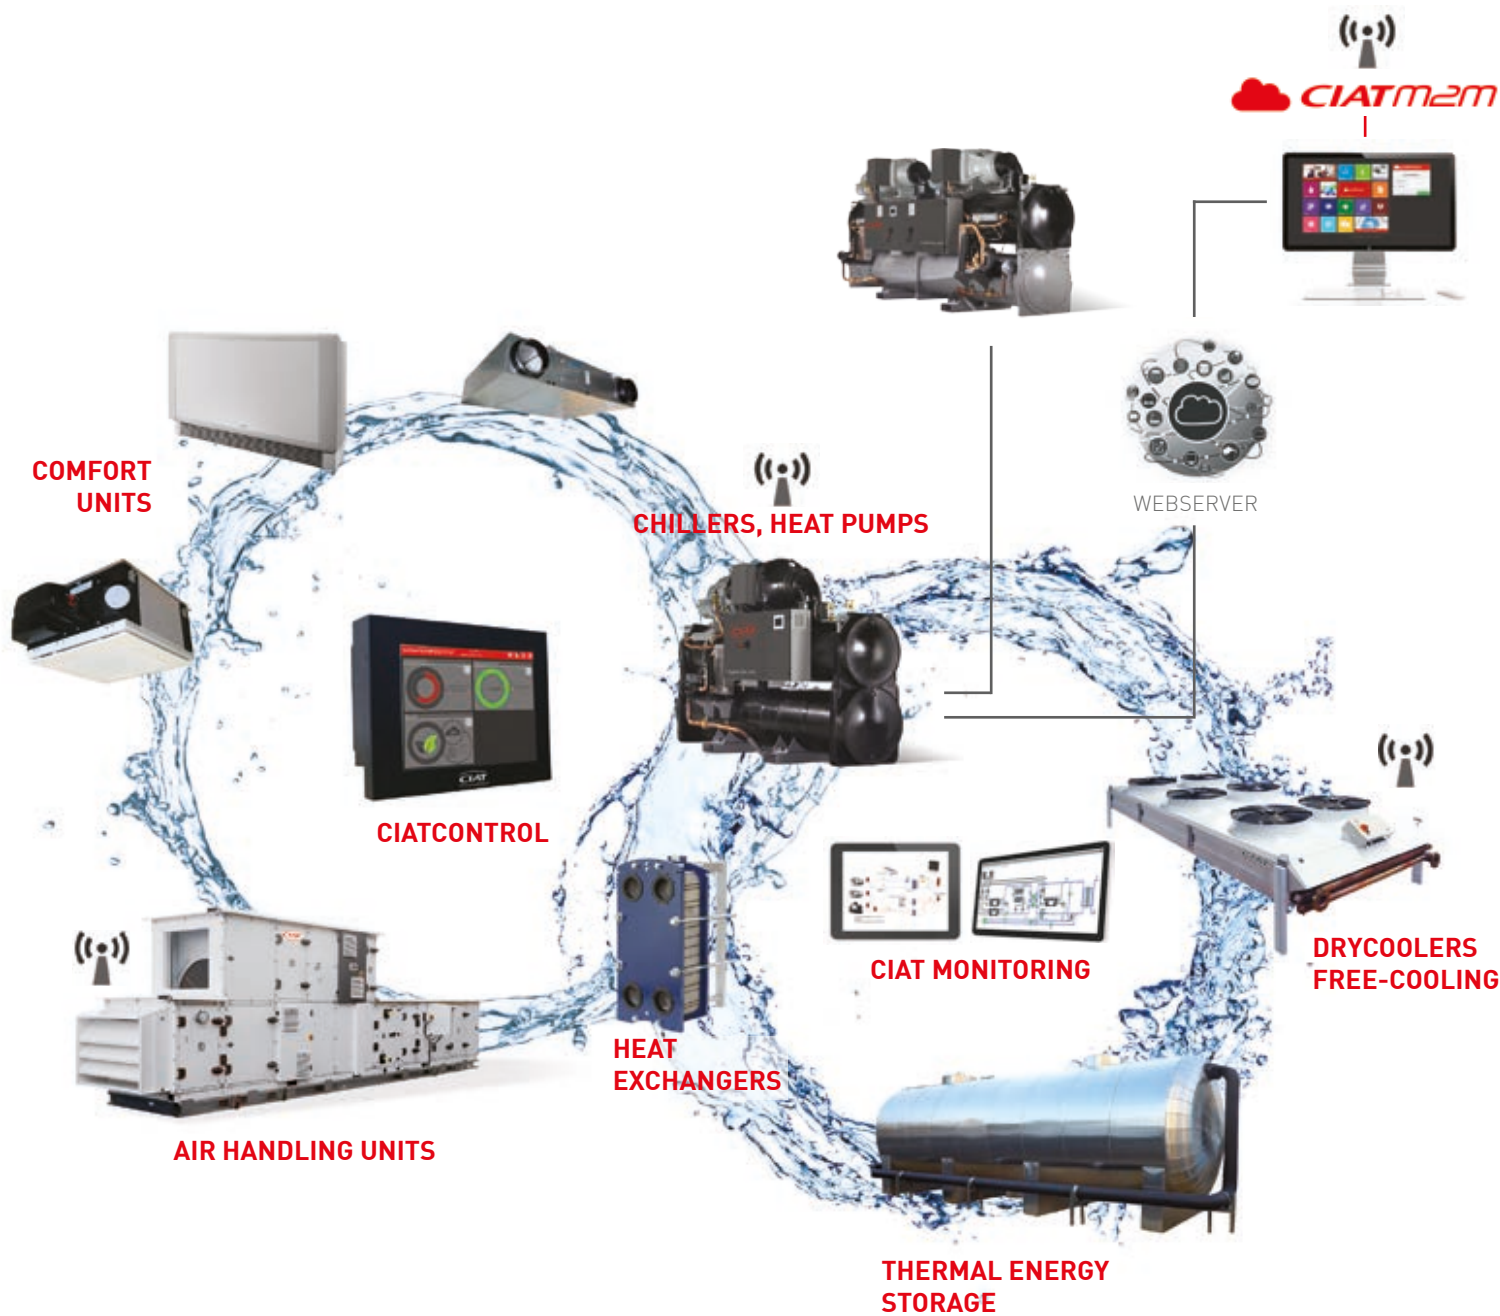 CIATm2m
COMFORT
UNITS
CHILLERS, HEAT PUMPS
WEBSERVER
CIAT
CIATCONTROL
CIAT MONITORING
DRYCOOLERS
FREE-COOLING
HEAT
EXCHANGERS
AIR HANDLING UNITS
THERMAL ENERGY
STORAGE